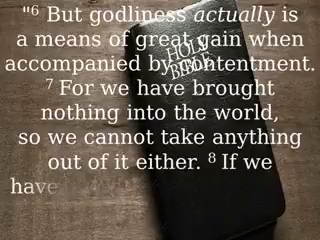 "⁶ But godliness actually is
a means of great gain when
accompanied by contentment.
⁷ For we have brought
nothing into the world,
so we cannot take anything
out of it either. ⁸ If we
have
HOLY
BIBLE